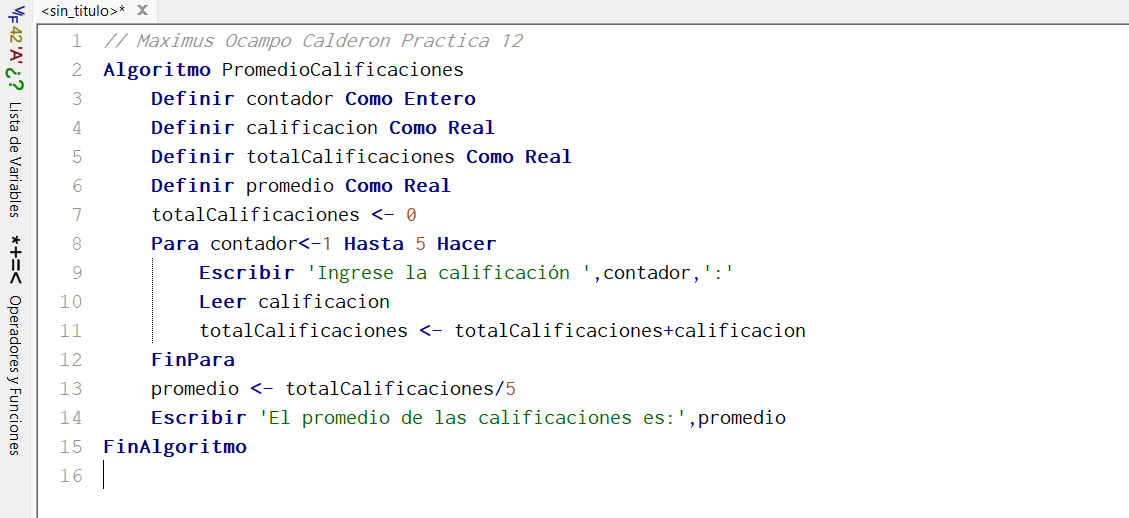 <sin_titulo>* X
42 'A' ¿?
Lista de Variables
*+=<
Operadores y Funciones
1 // Maximus Ocampo Calderon Practica 12
2 Algoritmo PromedioCalificaciones
3 Definir contador Como Entero
4 Definir calificacion Como Real
5 Definir totalCalificaciones Como Real
6 Definir promedio Como Real
7 totalCalificaciones <- 0
8 Para contador<-1 Hasta 5 Hacer
9 Escribir 'Ingrese la calificación ',contador,':'
10 Leer calificacion
11 totalCalificaciones <- totalCalificaciones+calificacion
12 FinPara
13 promedio <- totalCalificaciones/5
14 Escribir 'El promedio de las calificaciones es:',promedio
15 FinAlgoritmo
16